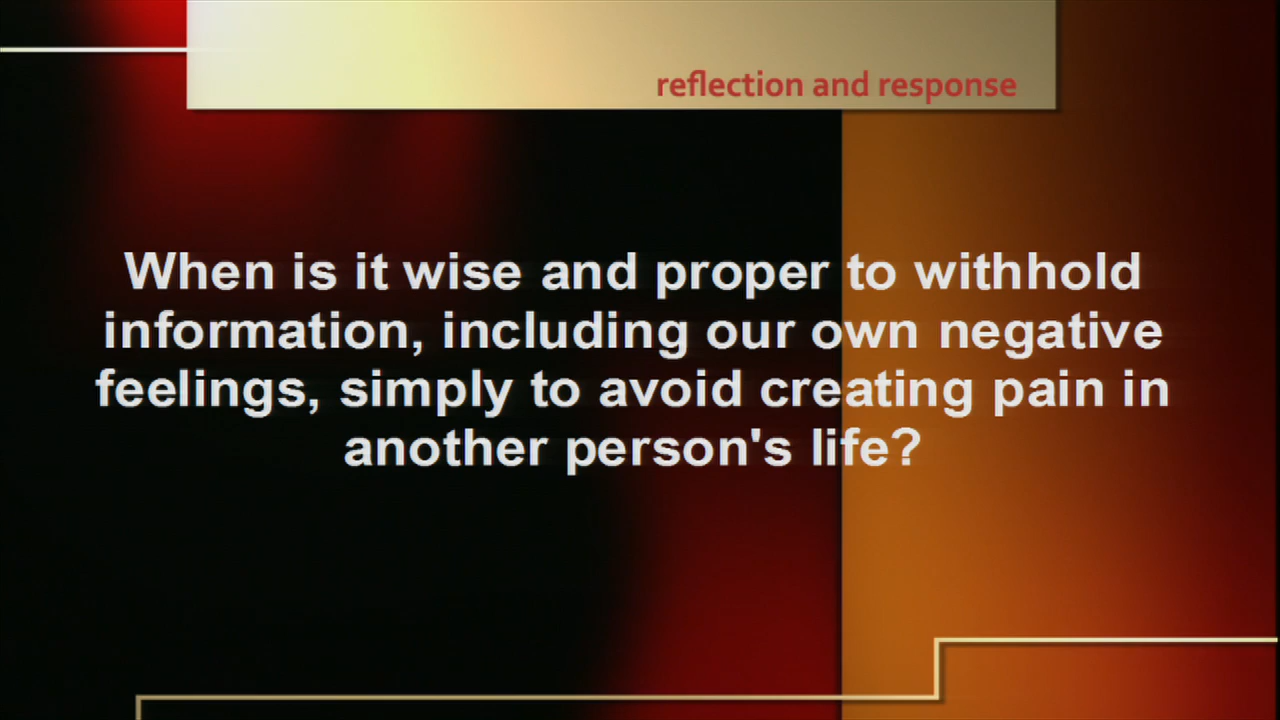 reflection and response
When is it wise and proper to withhold
information, including our own negative
feelings, simply to avoid creating pain in
another person's life?